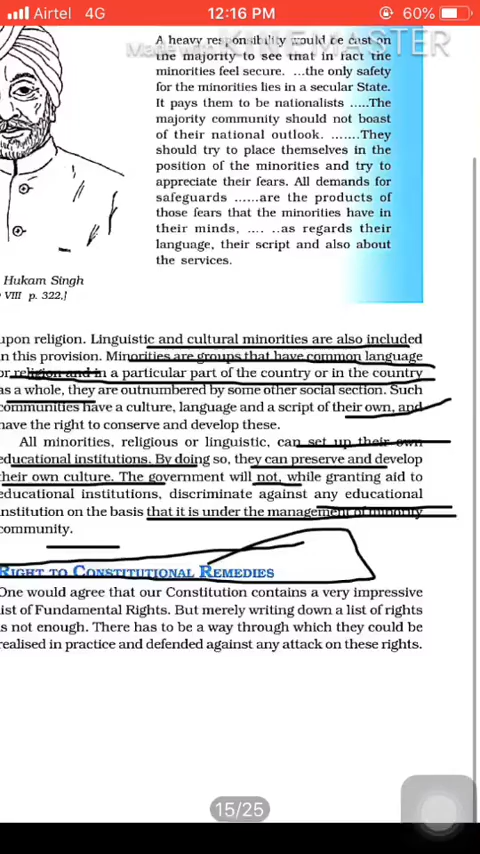 Airtel 4G 12:16 PM 60%
Made with KINEMASTER
A heavy responsibility would be cast on
the majority to see that in fact the
minorities feel secure. ...the only safety
for the minorities lies in a secular State.
It pays them to be nationalists .....The
majority community should not boast
of their national outlook. .......They
should try to place themselves in the
position of the minorities and try to
appreciate their fears. All demands for
safeguards ......are the products of
those fears that the minorities have in
their minds, .... ..as regards their
language, their script and also about
the services.
Hukam Singh
VIII p. 322,]
upon religion. Linguistic and cultural minorities are also included
in this provision. Minorities are groups that have common language
or religion and in a particular part of the country or in the country
as a whole, they are outnumbered by some other social section. Such
communities have a culture, language and a script of their own, and
have the right to conserve and develop these.
All minorities, religious or linguistic, can set up their own
educational institutions. By doing so, they can preserve and develop
their own culture. The government will not, while granting aid to
educational institutions, discriminate against any educational
institution on the basis that it is under the management of minority
community.
RIGHT TO CONSTITUTIONAL REMEDIES
One would agree that our Constitution contains a very impressive
list of Fundamental Rights. But merely writing down a list of rights
is not enough. There has to be a way through which they could be
realised in practice and defended against any attack on these rights.
15/25